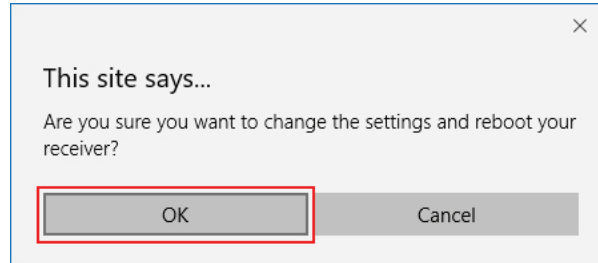 This site says...
Are you sure you want to change the settings and reboot your
receiver?
OK Cancel